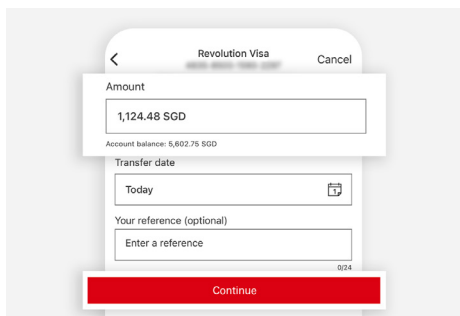 Revolution Visa
Cancel
Amount
1,124.48 SGD
Account balance: 5,602.75 SGD
Transfer date
Today
1
Your reference (optional)
Enter a reference
0/24
Continue